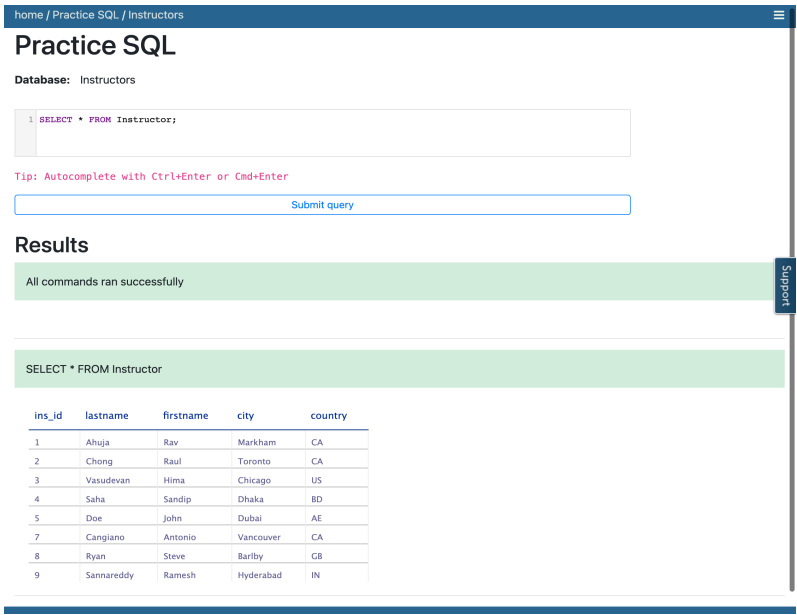 home / Practice SQL / Instructors
Practice SQL
Database: Instructors
1 SELECT * FROM Instructor;
Tip: Autocomplete with Ctrl+Enter or Cmd+Enter
Submit query
Results
All commands ran successfully
Support
SELECT * FROM Instructor
ins_id lastname firstname city country
1 Ahuja Rav Markham CA
2 Chong Raul Toronto CA
3 Vasudevan Hima Chicago US
4 Saha Sandip Dhaka BD
5 Doe John Dubai AE
7 Cangiano Antonio Vancouver CA
8 Ryan Steve Barlby GB
9 Sannareddy Ramesh Hyderabad IN